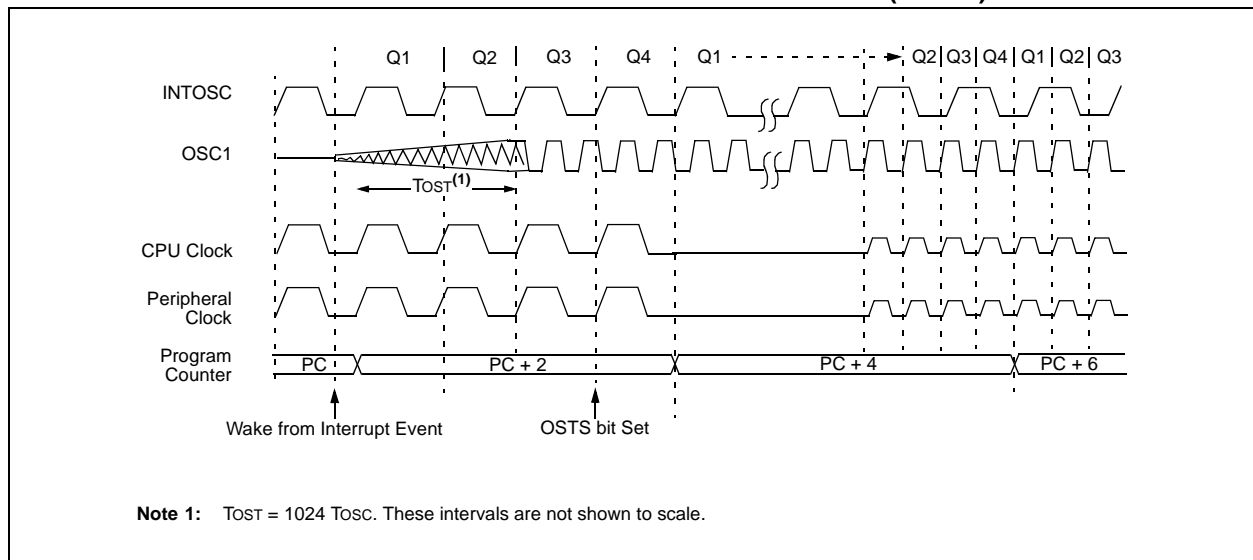 Q1 Q2 Q3 Q4 Q1 Q2 Q3 Q4 Q1 Q2 Q3
INTOSC
OSC1
TOST(1)
CPU Clock
Peripheral
Clock
Program
Counter
PC PC + 2 PC + 4 PC + 6
Wake from Interrupt Event OSTS bit Set
Note 1: TOST = 1024 TOSC. These intervals are not shown to scale.